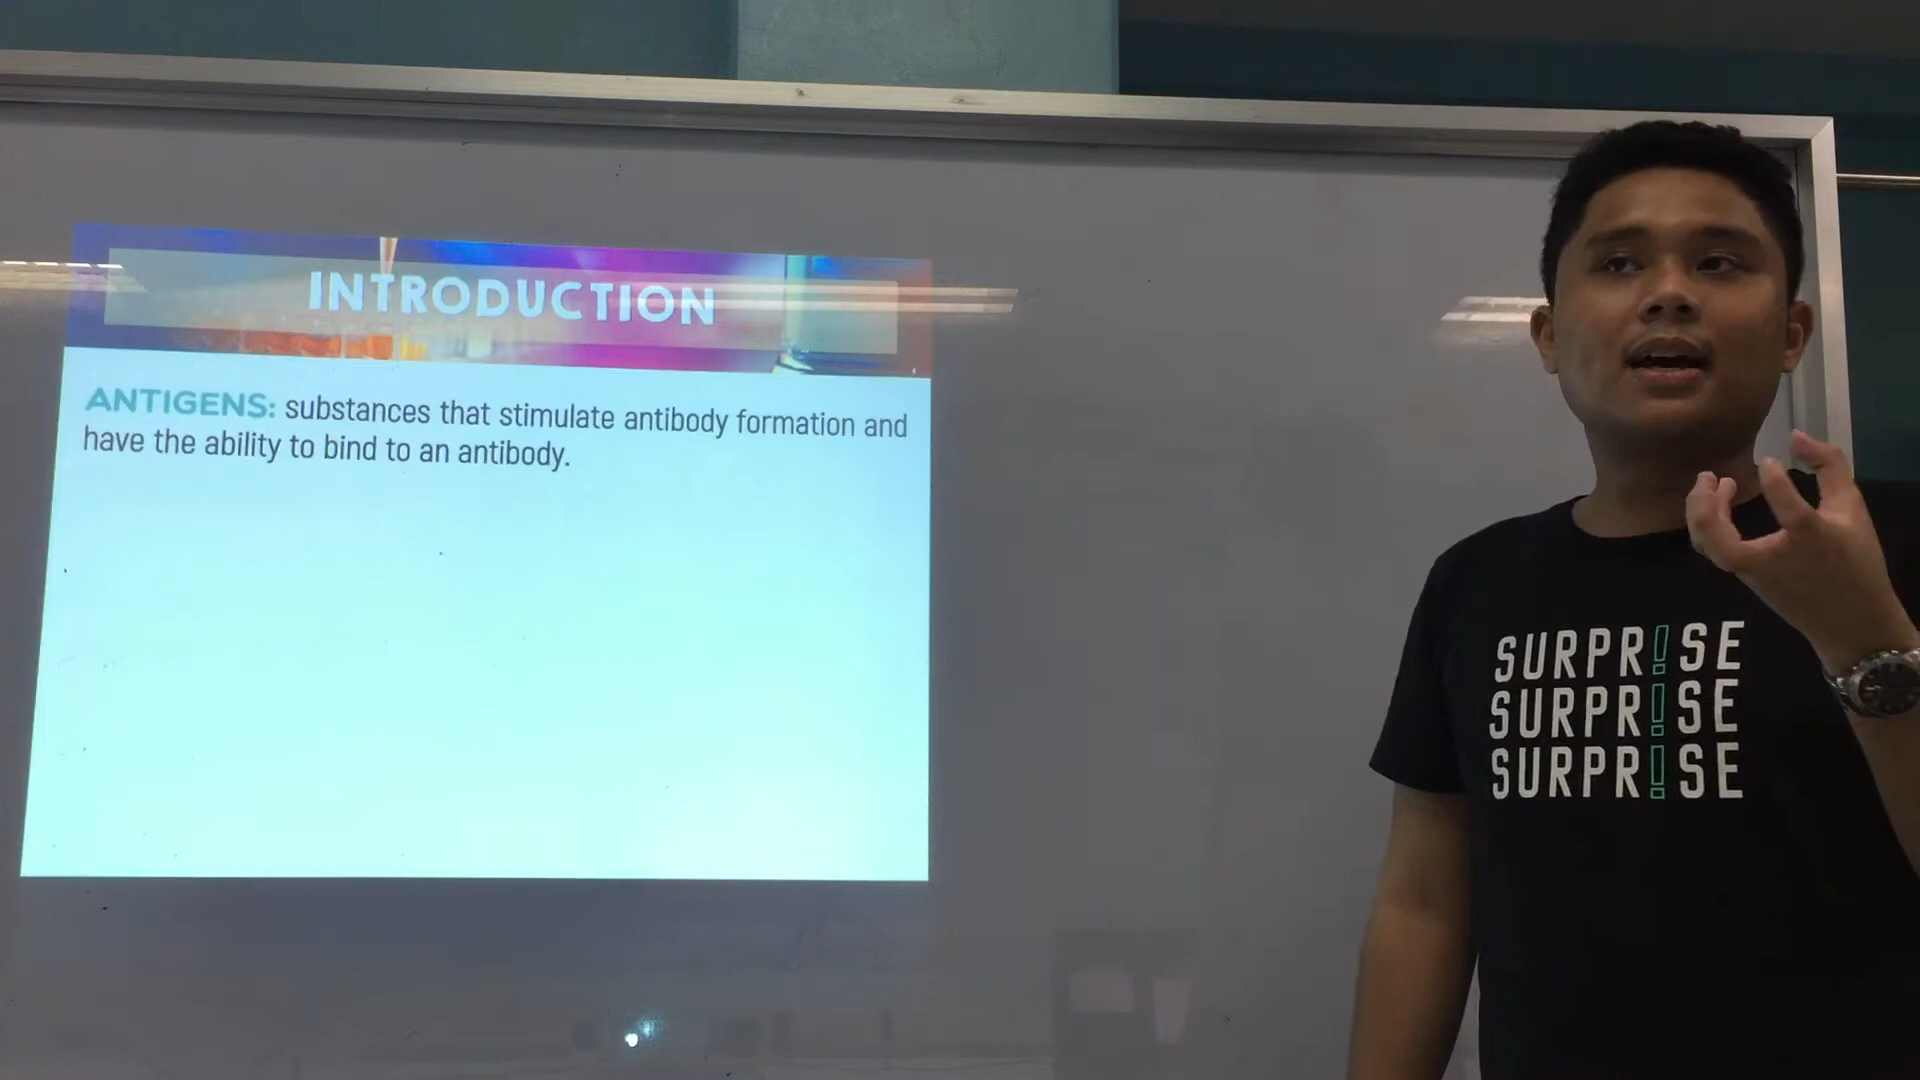 INTRODUCTION
ANTIGENS: substances that stimulate antibody formation and
have the ability to bind to an antibody.
SURPR!SE
SURPR!SE
SURPR!SE